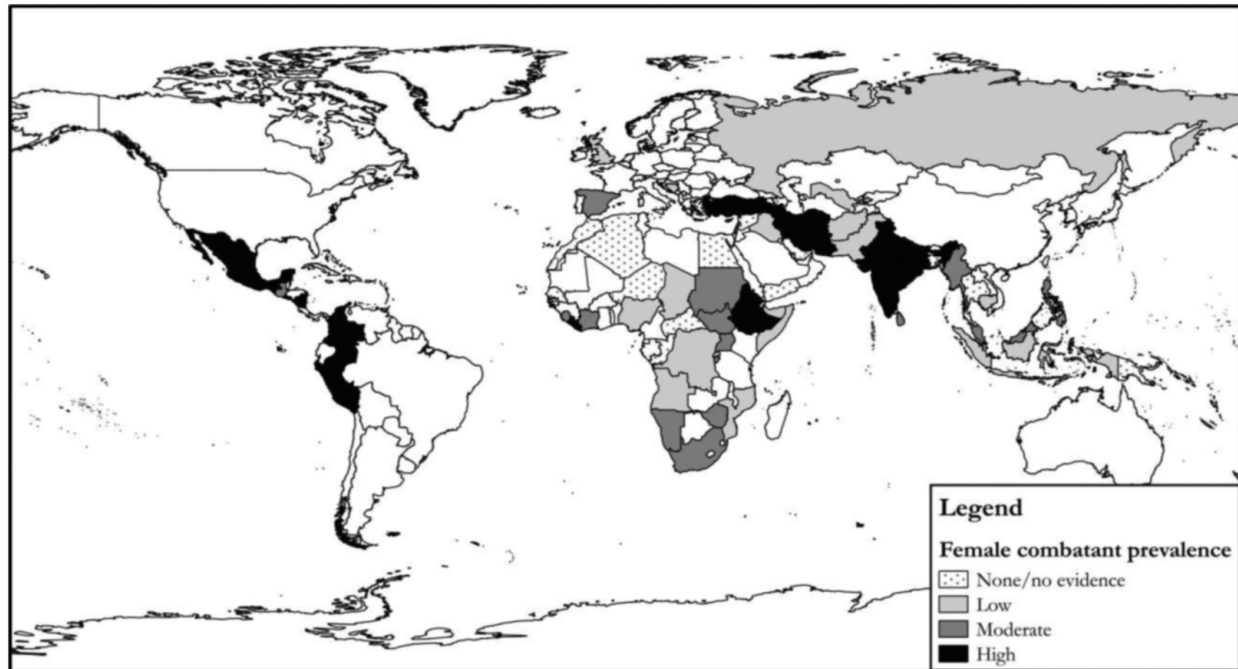 Legend
Female combatant prevalence
None/no evidence
Low
Moderate
High